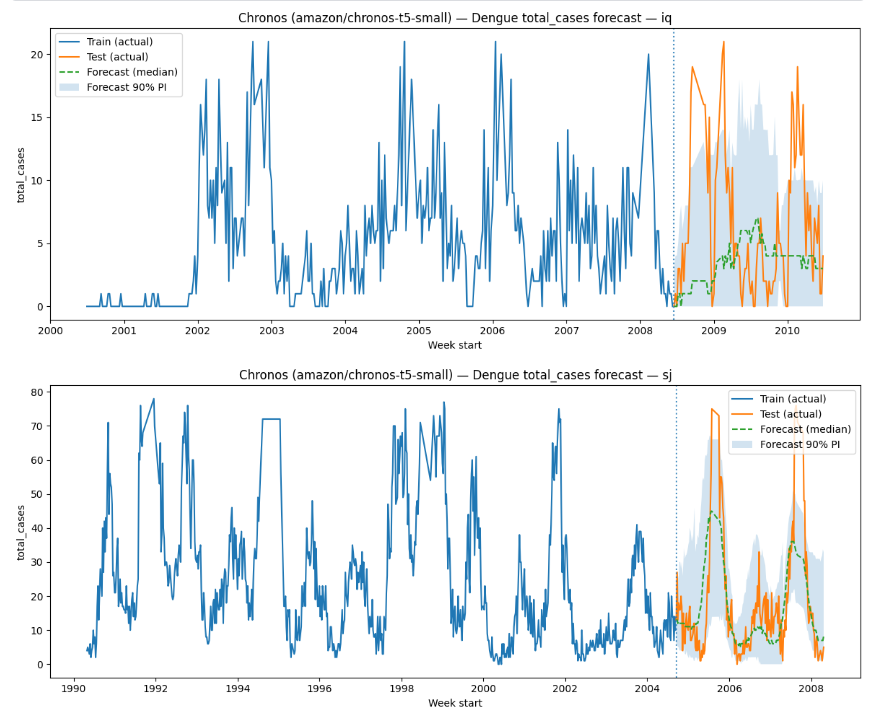 Chronos (amazon/chronos-t5-small) — Dengue total_cases forecast — iq
Train (actual)
Test (actual)
Forecast (median)
Forecast 90% PI
total_cases
20
15
10
5
0
2000 2001 2002 2003 2004 2005 2006 2007 2008 2009 2010
Week start
Chronos (amazon/chronos-t5-small) — Dengue total_cases forecast — sj
Train (actual)
Test (actual)
Forecast (median)
Forecast 90% PI
total_cases
80
70
60
50
40
30
20
10
0
1990 1992 1994 1996 1998 2000 2002 2004 2006 2008
Week start